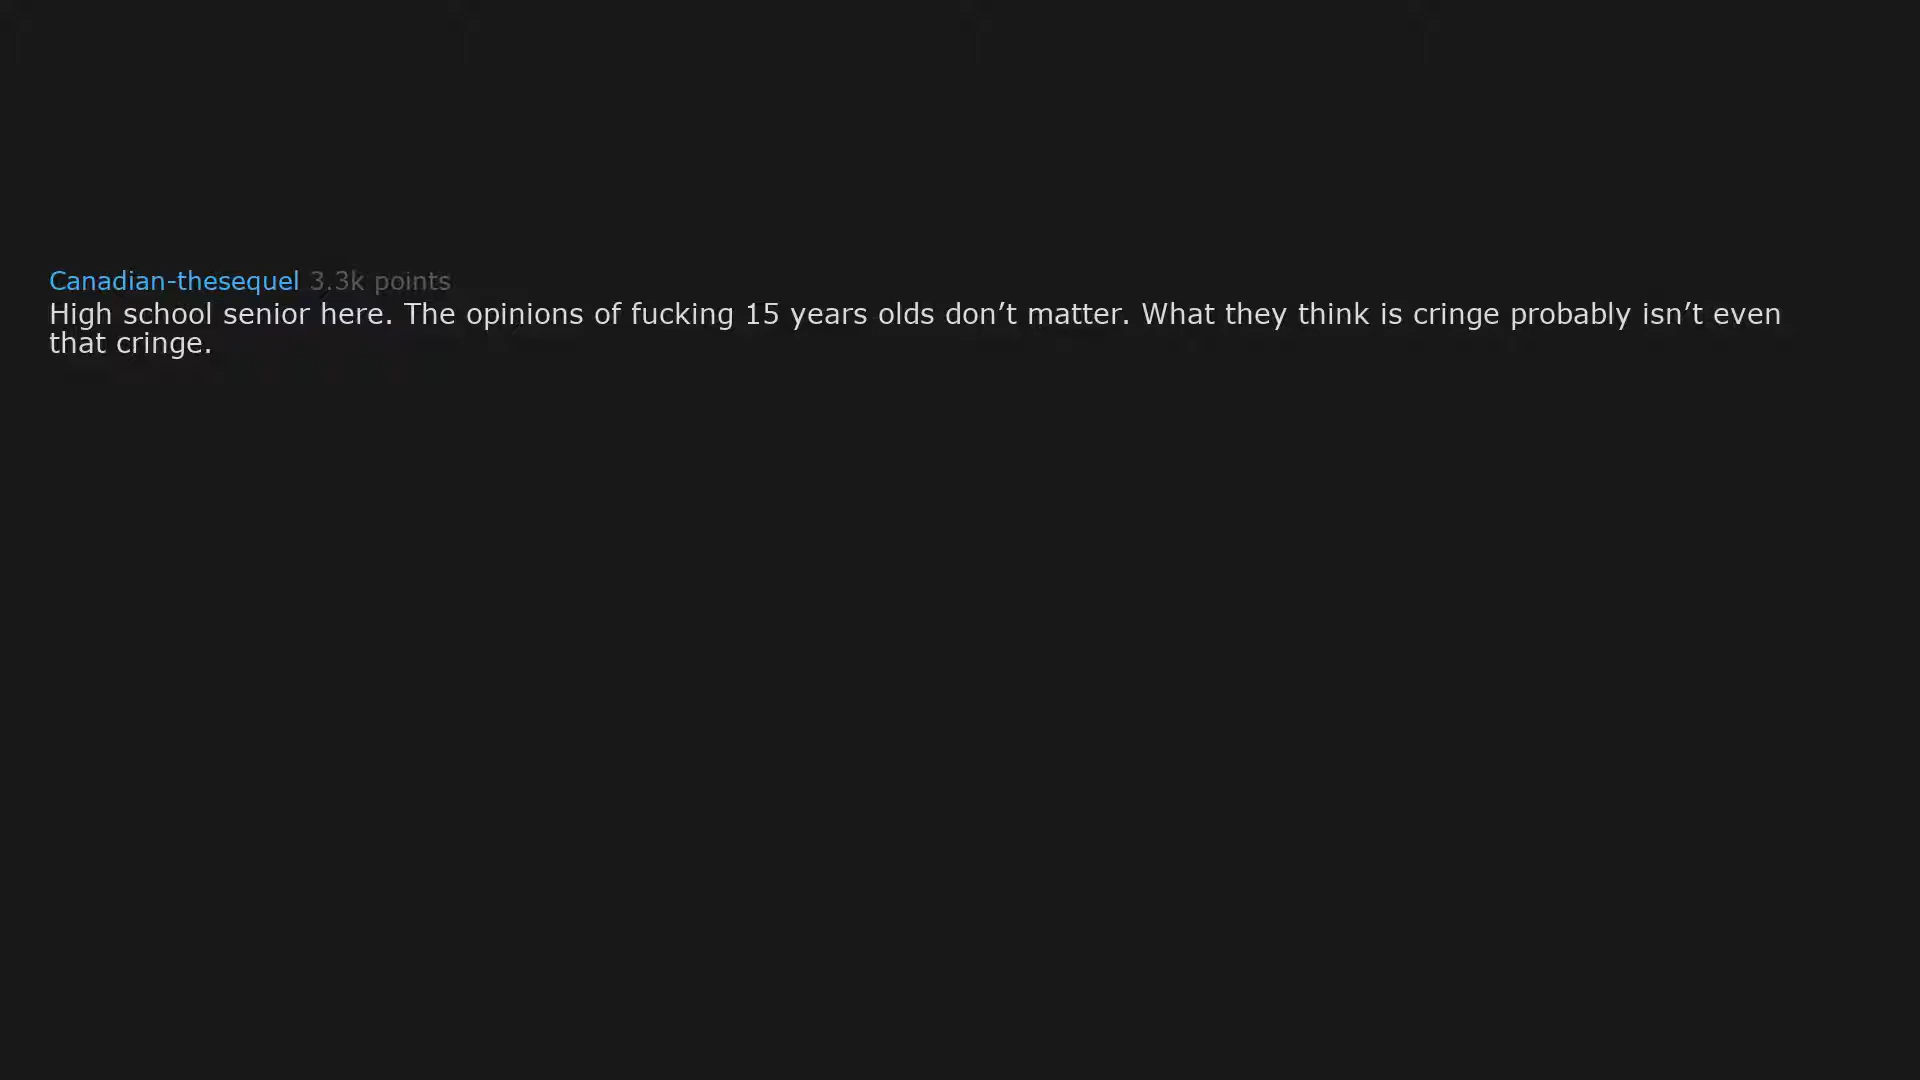 Canadian-thesequel 3.3k points
High school senior here. The opinions of fucking 15 years olds don’t matter. What they think is cringe probably isn’t even
that cringe.